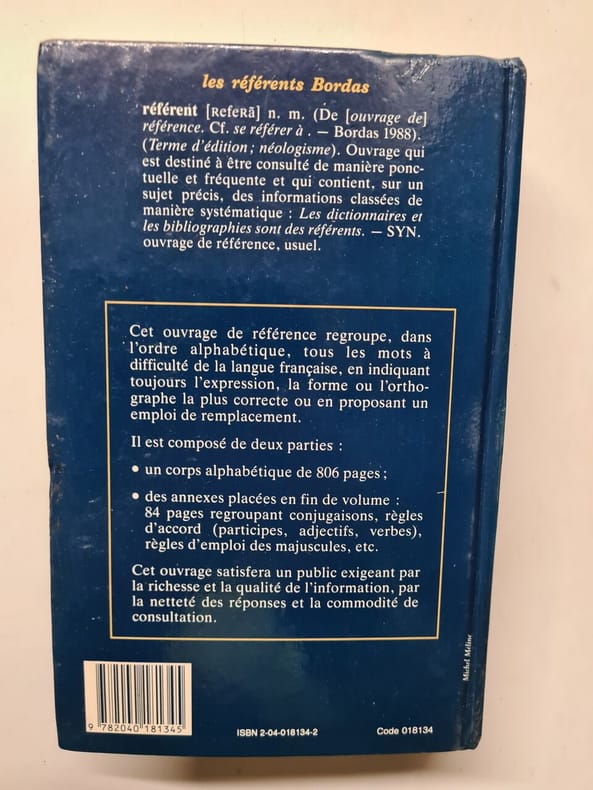 les référents Bordas
référent [RefeRã] n. m. (De [ouvrage de]
référence. Cf. se référer à . — Bordas 1988).
(Terme d'édition ; néologisme). Ouvrage qui
est destiné à être consulté de manière ponc-
tuelle et fréquente et qui contient, sur un
sujet précis, des informations classées de
manière systématique : Les dictionnaires et
les bibliographies sont des référents. — SYN.
ouvrage de référence, usuel.
Cet ouvrage de référence regroupe, dans
l'ordre alphabétique, tous les mots à
difficulté de la langue française, en indiquant
toujours l'expression, la forme ou l'ortho-
graphe la plus correcte ou en proposant un
emploi de remplacement.
Il est composé de deux parties :
• un corps alphabétique de 806 pages ;
• des annexes placées en fin de volume :
84 pages regroupant conjugaisons, règles
d'accord (participes, adjectifs, verbes),
règles d'emploi des majuscules, etc.
Cet ouvrage satisfera un public exigeant par
la richesse et la qualité de l'information, par
la netteté des réponses et la commodité de
consultation.
Michel Méline
9 782040 181345
ISBN 2-04-018134-2
Code 018134